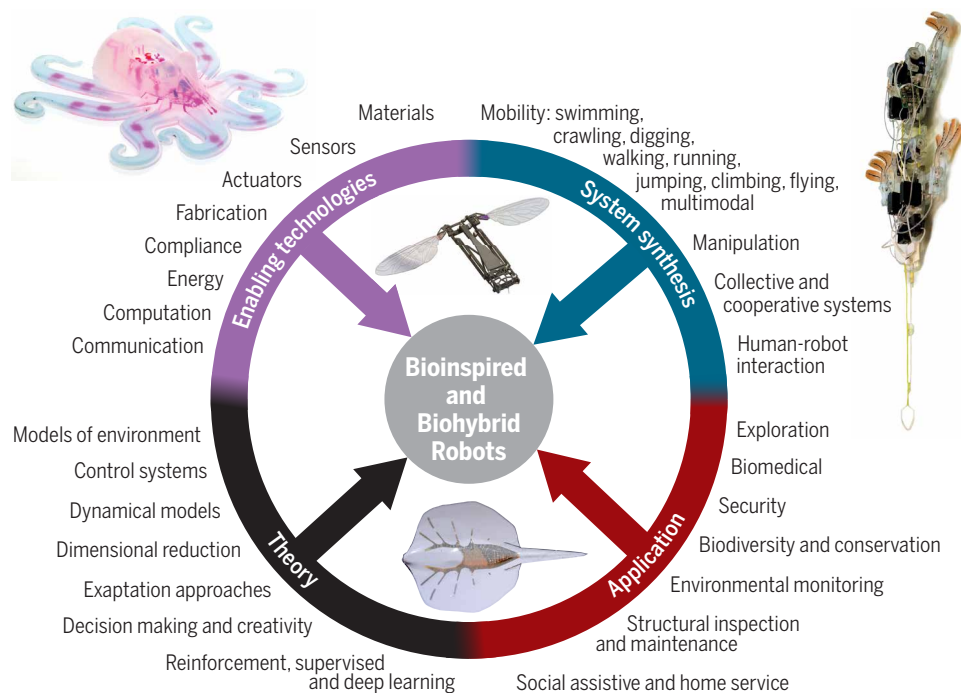 Materials
Sensors
Actuators
Fabrication
Compliance
Energy
Computation
Communication
Enabling technologies
Mobility: swimming,
crawling, digging,
walking, running,
jumping, climbing, flying,
multimodal
Manipulation
Collective and
cooperative systems
Human-robot
interaction
System synthesis
Bioinspired
and
Biohybrid
Robots
Models of environment
Control systems
Dynamical models
Dimensional reduction
Exaptation approaches
Decision making and creativity
Reinforcement, supervised
and deep learning
Theory
Exploration
Biomedical
Security
Biodiversity and conservation
Environmental monitoring
Structural inspection
and maintenance
Social assistive and home service
Application